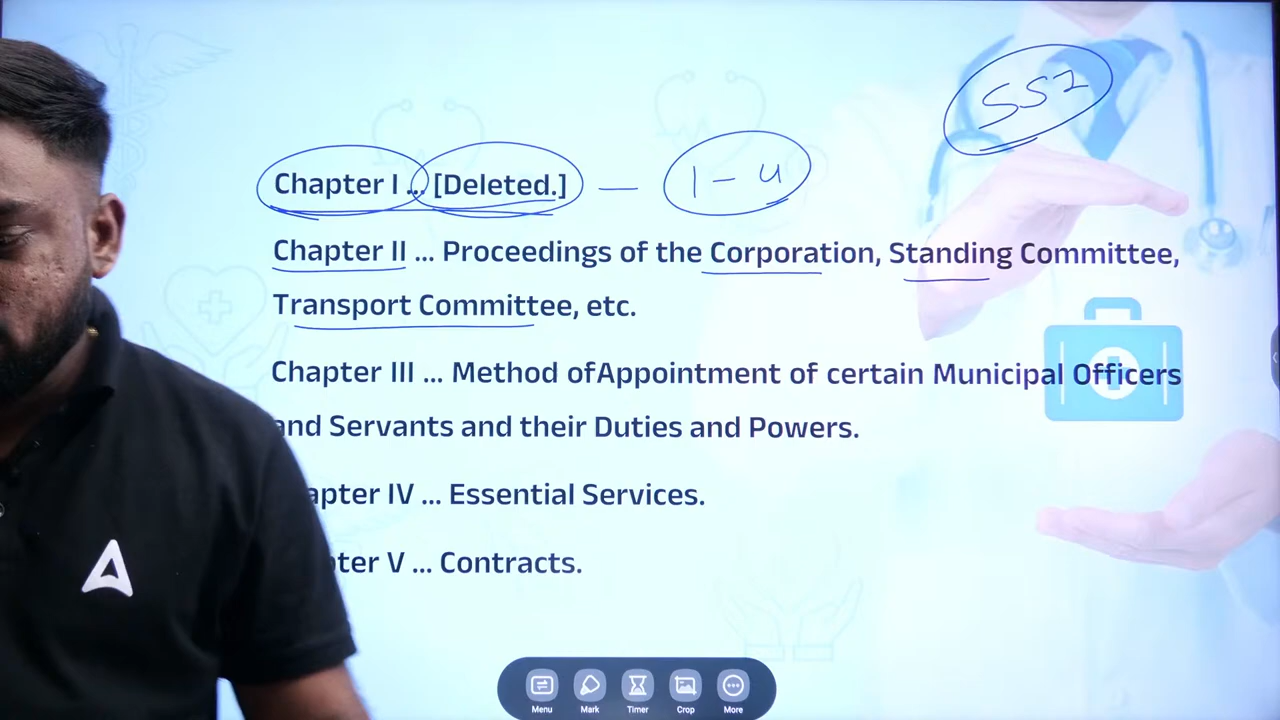 SSI
Chapter I ... [Deleted.] — 1 - 4
Chapter II ... Proceedings of the Corporation, Standing Committee,
Transport Committee, etc.
Chapter III ... Method ofAppointment of certain Municipal Officers
and Servants and their Duties and Powers.
apter IV ... Essential Services.
ter V ... Contracts.
Menu Mark Timer Crop More